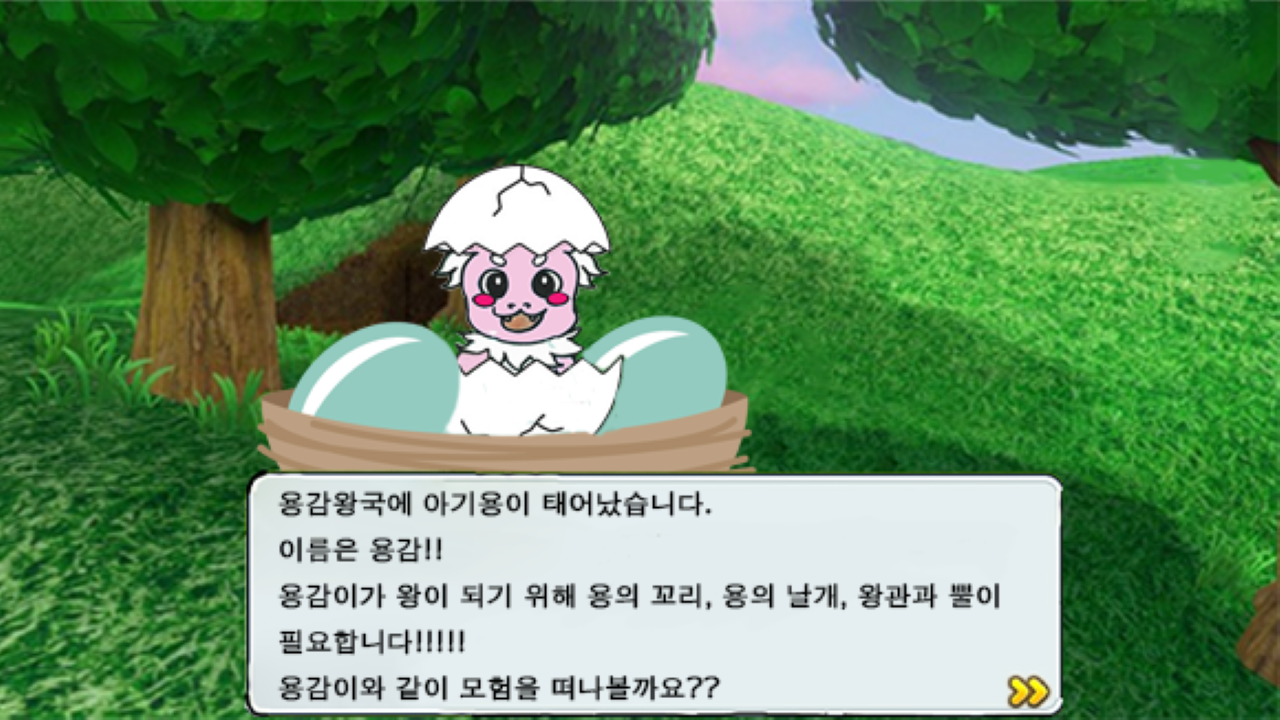 용감왕국에 아기용이 태어났습니다.
이름은 용감!!
용감이가 왕이 되기 위해 용의 꼬리, 용의 날개, 왕관과 뿔이
필요합니다!!!!!
용감이와 같이 모험을 떠나볼까요??